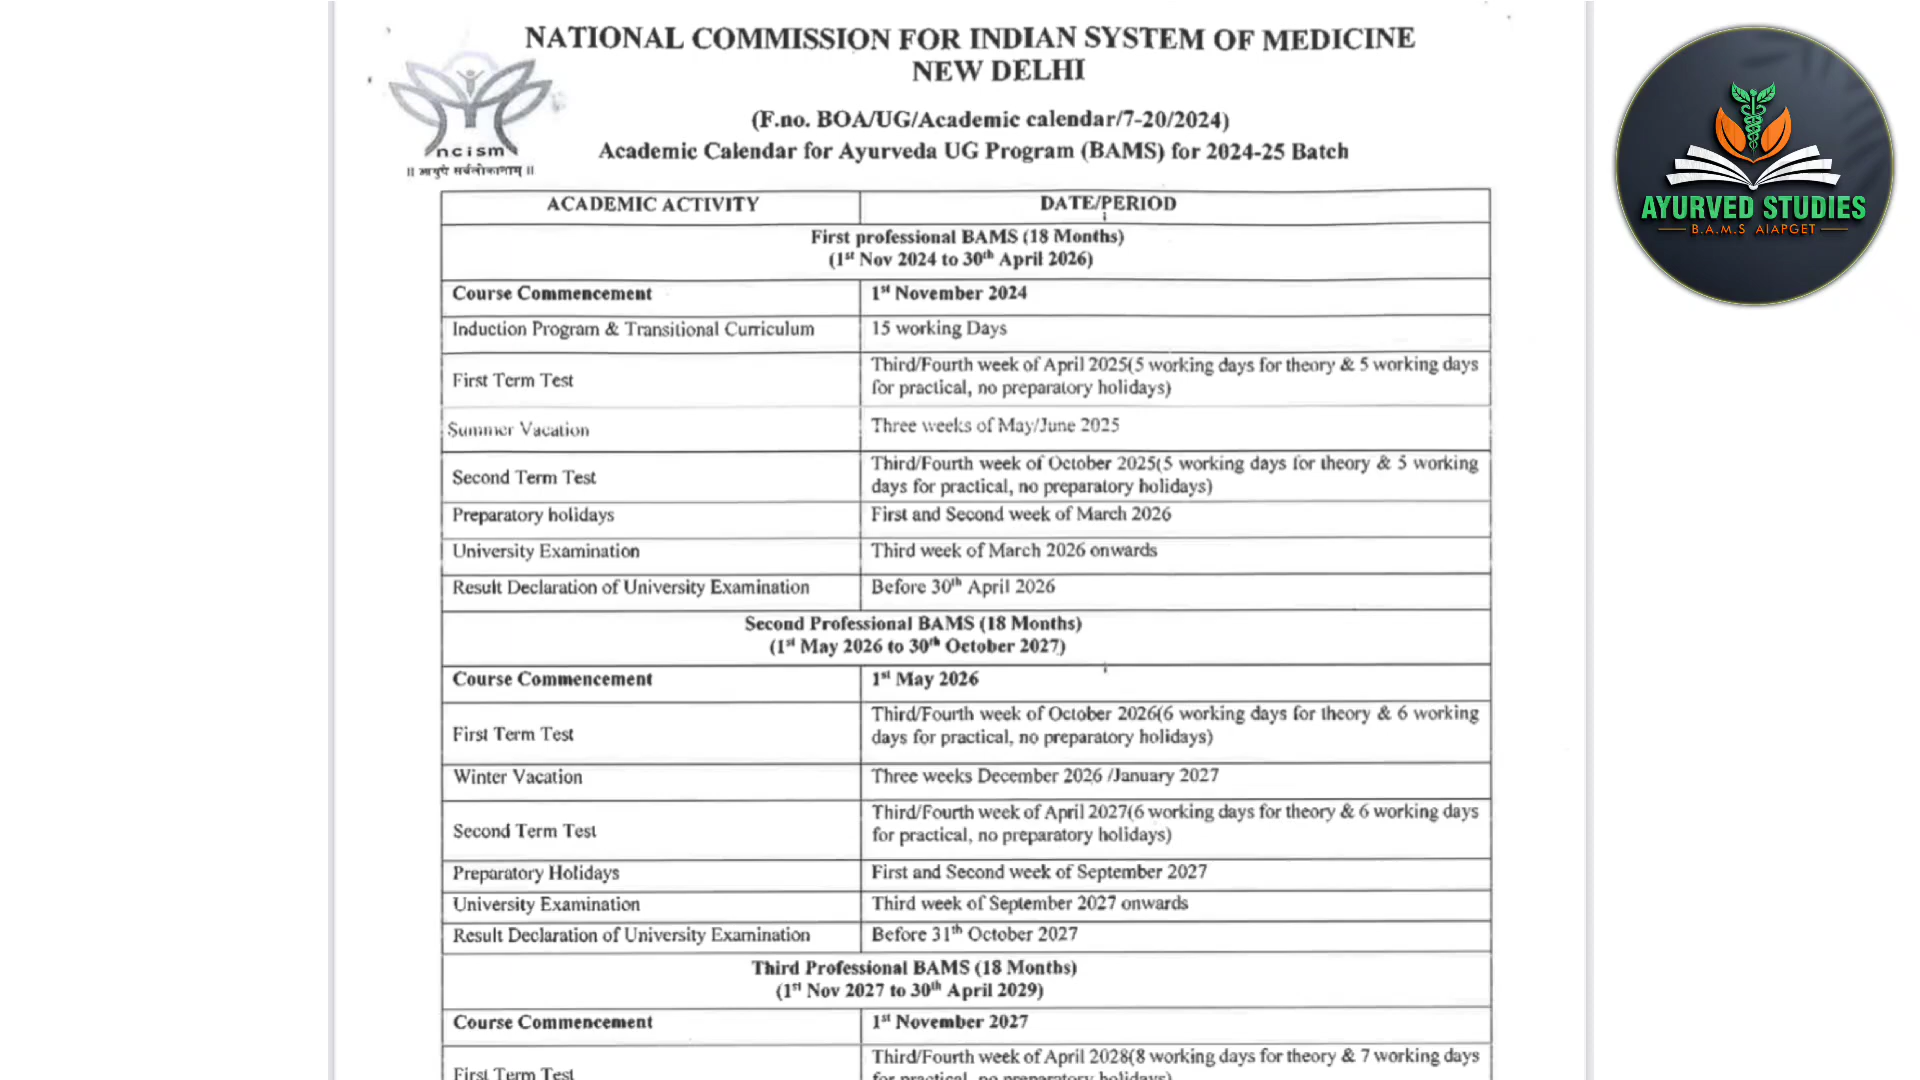 NATIONAL COMMISSION FOR INDIAN SYSTEM OF MEDICINE
NEW DELHI
(F.no. BOA/UG/Academic calendar/7-20/2024)
Academic Calendar for Ayurveda UG Program (BAMS) for 2024-25 Batch
ncism
॥ आयुषे सर्वलोकानाम् ॥
AYURVED STUDIES
B.A.M.S AIAPGET
ACADEMIC ACTIVITY DATE/PERIOD
First professional BAMS (18 Months)
(1st Nov 2024 to 30th April 2026)
Course Commencement 1st November 2024
Induction Program & Transitional Curriculum 15 working Days
First Term Test Third/Fourth week of April 2025(5 working days for theory & 5 working days
for practical, no preparatory holidays)
Summer Vacation Three weeks of May/June 2025
Second Term Test Third/Fourth week of October 2025(5 working days for theory & 5 working
days for practical, no preparatory holidays)
Preparatory holidays First and Second week of March 2026
University Examination Third week of March 2026 onwards
Result Declaration of University Examination Before 30th April 2026
Second Professional BAMS (18 Months)
(1st May 2026 to 30th October 2027)
Course Commencement 1st May 2026
First Term Test Third/Fourth week of October 2026(6 working days for theory & 6 working
days for practical, no preparatory holidays)
Winter Vacation Three weeks December 2026 /January 2027
Second Term Test Third/Fourth week of April 2027(6 working days for theory & 6 working days
for practical, no preparatory holidays)
Preparatory Holidays First and Second week of September 2027
University Examination Third week of September 2027 onwards
Result Declaration of University Examination Before 31th October 2027
Third Professional BAMS (18 Months)
(1st Nov 2027 to 30th April 2029)
Course Commencement 1st November 2027
First Term Test Third/Fourth week of April 2028(8 working days for theory & 7 working days
for practical, no preparatory holidays)